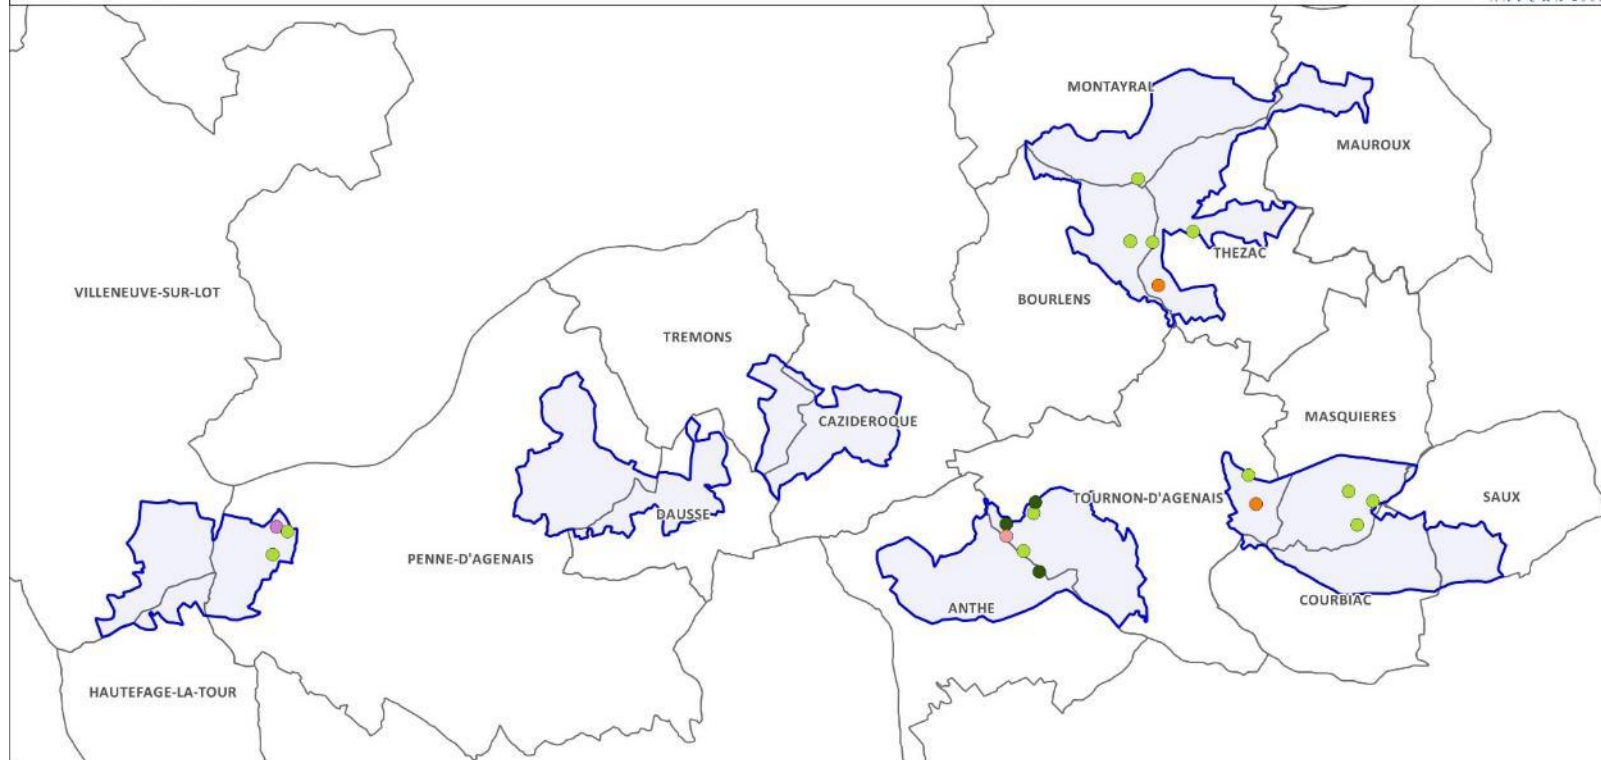 MONTAYRAL
MAUROUX
THEZAC
VILLENEUVE-SUR-LOT
BOURLENS
TREMONS
MASQUIERES
CAZIDEROQUE
TOURNON-D'AGENAIS
SAUX
DAUSSE
PENNE-D'AGENAIS
COURBIAC
ANTHE
HAUTEFAGE-LA-TOUR